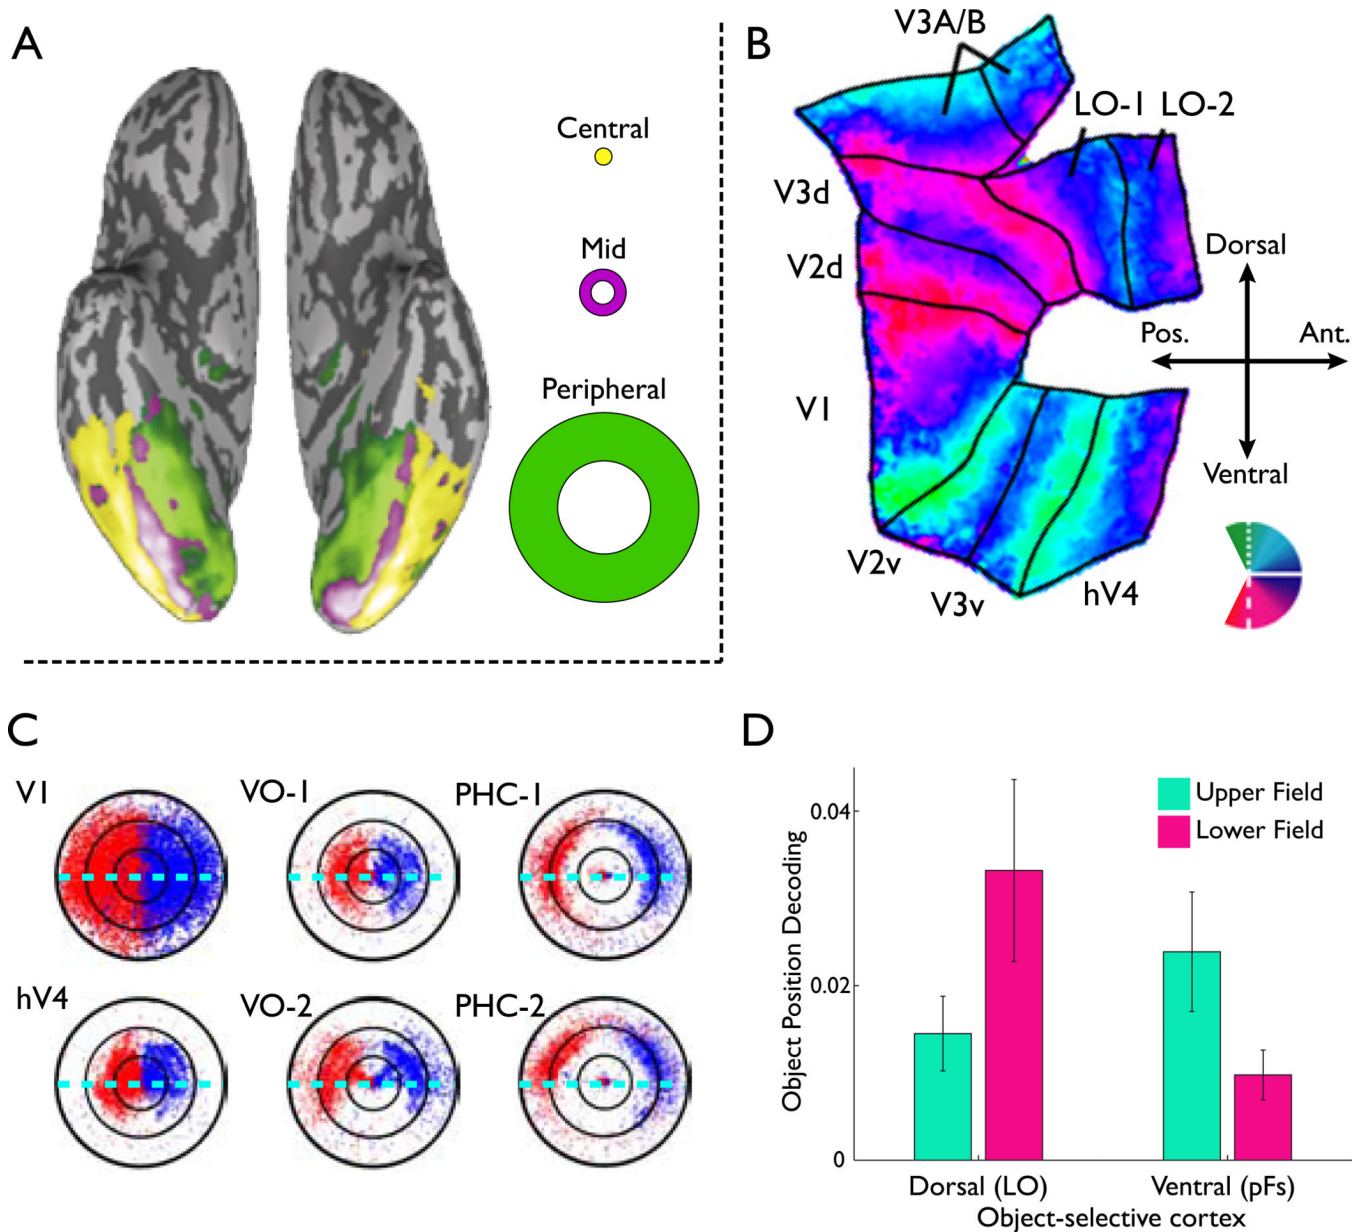 A
Central
Mid
Peripheral
B
V3A/B
LO-1 LO-2
V3d
V2d
V1
V2v
V3v
hV4
Dorsal
Pos. Ant.
Ventral
C
V1 VO-1 PHC-1
hV4 VO-2 PHC-2
D
Upper Field
Lower Field
0.04
0.02
0
Object Position Decoding
Dorsal (LO) Ventral (pFs)
Object-selective cortex